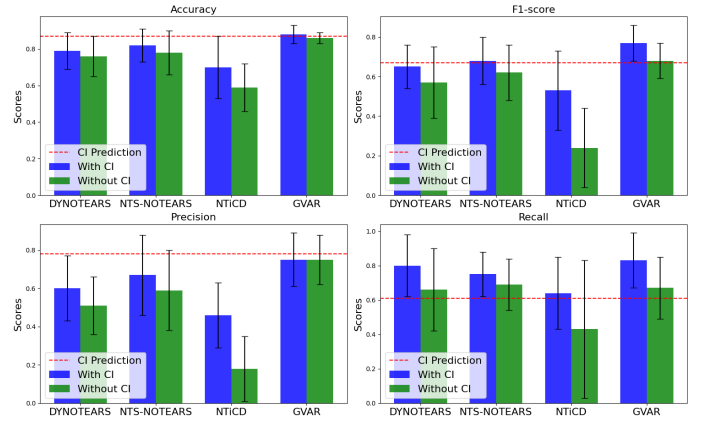 Accuracy
Scores
0.8
0.6
0.4
0.2
0.0
CI Prediction
With CI
Without CI
DYNOTEARS NTS-NOTEARS NTiCD GVAR
F1-score
Scores
0.8
0.6
0.4
0.2
0.0
CI Prediction
With CI
Without CI
DYNOTEARS NTS-NOTEARS NTiCD GVAR
Precision
Scores
0.8
0.6
0.4
0.2
0.0
CI Prediction
With CI
Without CI
DYNOTEARS NTS-NOTEARS NTiCD GVAR
Recall
Scores
1.0
0.8
0.6
0.4
0.2
0.0
CI Prediction
With CI
Without CI
DYNOTEARS NTS-NOTEARS NTiCD GVAR